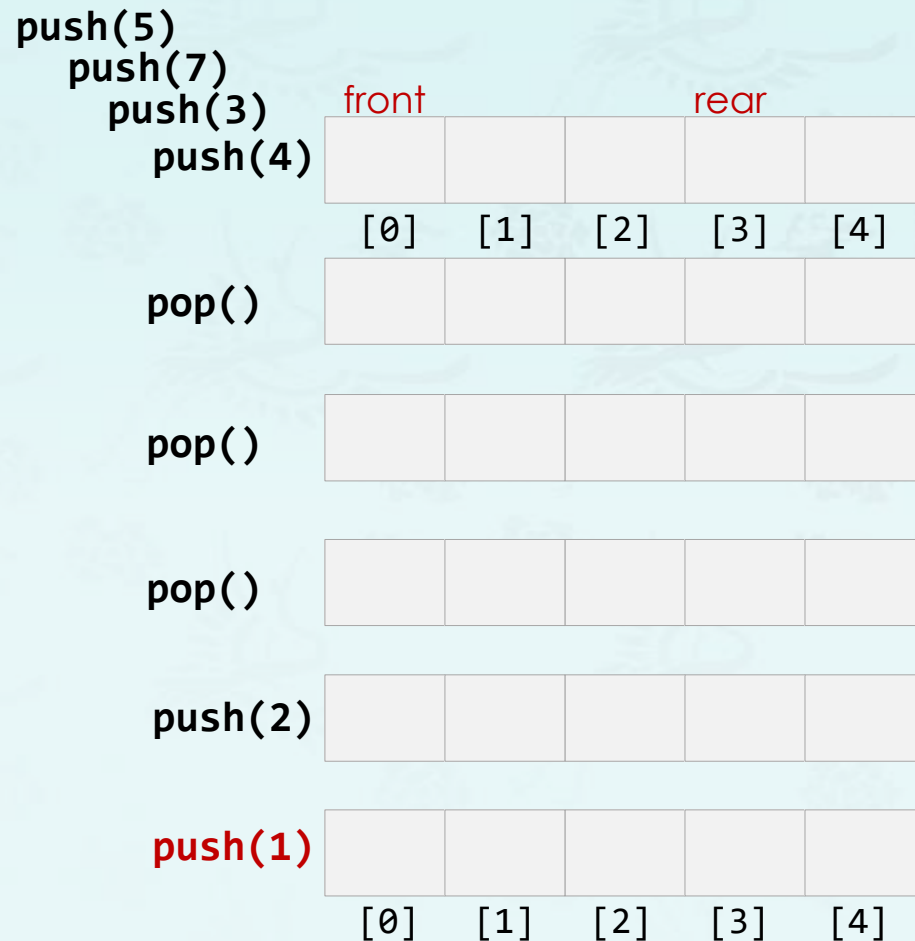 push(5)
push(7)
push(3)
front rear
push(4)
[0] [1] [2] [3] [4]
pop()
pop()
pop()
push(2)
push(1)
[0] [1] [2] [3] [4]